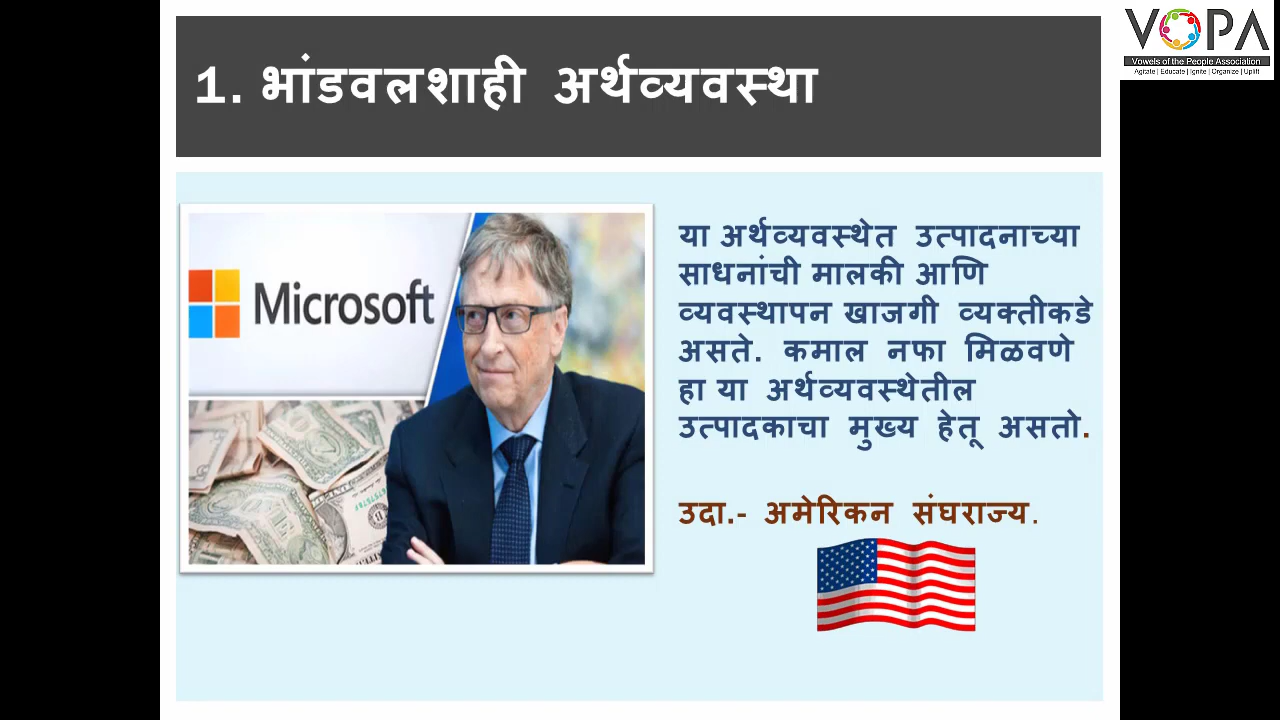 1. भांडवलशाही अर्थव्यवस्था
VOPA
Vowels of the People Association
Agitate | Educate | Ignite | Organize | Uplift
Microsoft
या अर्थव्यवस्थेत उत्पादनाच्या
साधनांची मालकी आणि
व्यवस्थापन खाजगी व्यक्तीकडे
असते. कमाल नफा मिळवणे
हा या अर्थव्यवस्थेतील
उत्पादकाचा मुख्य हेतू असतो.
उदा.- अमेरिकन संघराज्य.